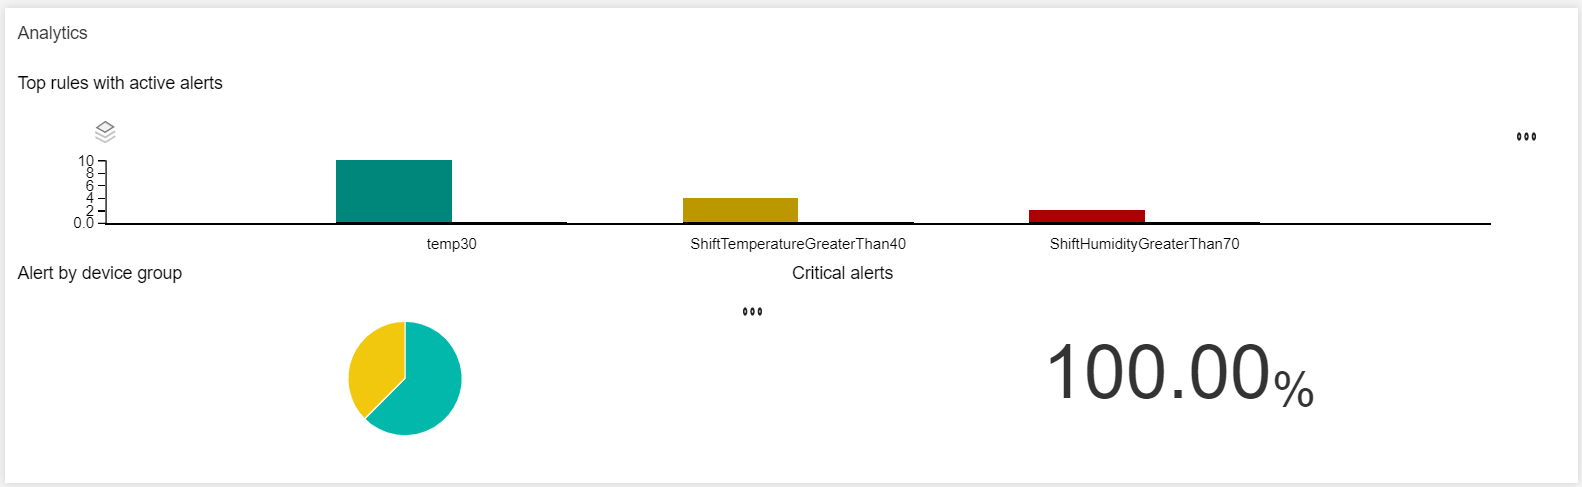 Analytics
Top rules with active alerts
10
8
6
4
2
0.0
temp30 ShiftTemperatureGreaterThan40 ShiftHumidityGreaterThan70
Alert by device group Critical alerts
100.00%